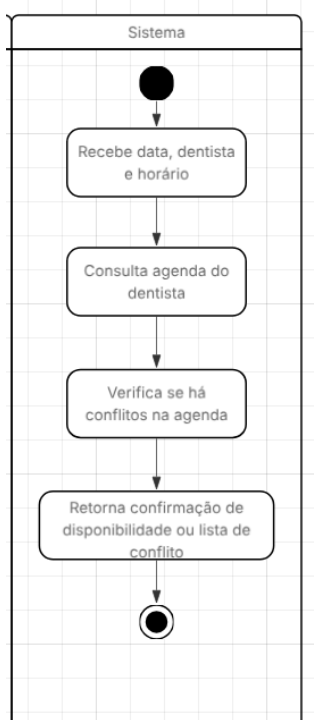 Sistema
Recebe data, dentista
e horário
Consulta agenda do
dentista
Verifica se há
conflitos na agenda
Retorna confirmação de
disponibilidade ou lista de
conflito